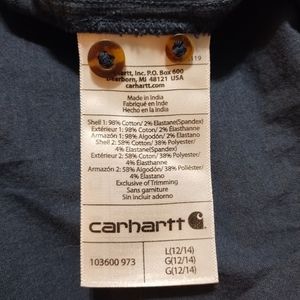 Inc. P.O. Box 600
Dearborn, MI 48121 USA
carhartt.com
Made in India
Fabriqué en Inde
Hecho en la India
Shell 1: 98% Cotton/ 2% Elastane(Spandex)
Extérieur 1: 98% Cotton/ 2% Élasthanne
Armazón 1: 98% Algodón/ 2% Elastano
Shell 2: 58% Cotton/ 38% Polyester/
4% Elastane(Spandex)
Extérieur 2: 58% Cotton/ 38% Polyester/
4% Élasthanne
Armazón 2: 58% Algodón/ 38% Poliéster/
4% Elastano
Exclusive of Trimming
Sans garniture
Sin incluir adorno
carhartt
103600 973
L(12/14)
G(12/14)
G(12/14)